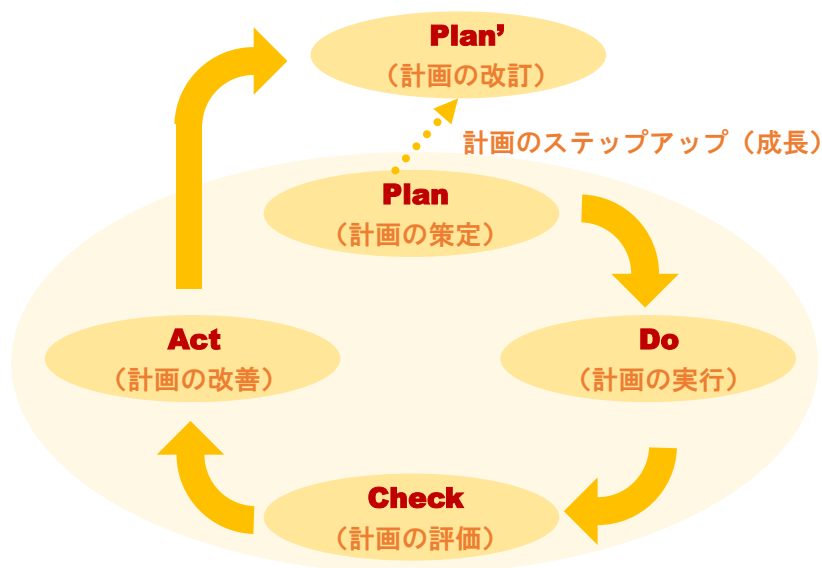 Plan’
（計画の改訂）
計画のステップアップ（成長）
Plan
（計画の策定）
Act
（計画の改善）
Do
（計画の実行）
Check
（計画の評価）